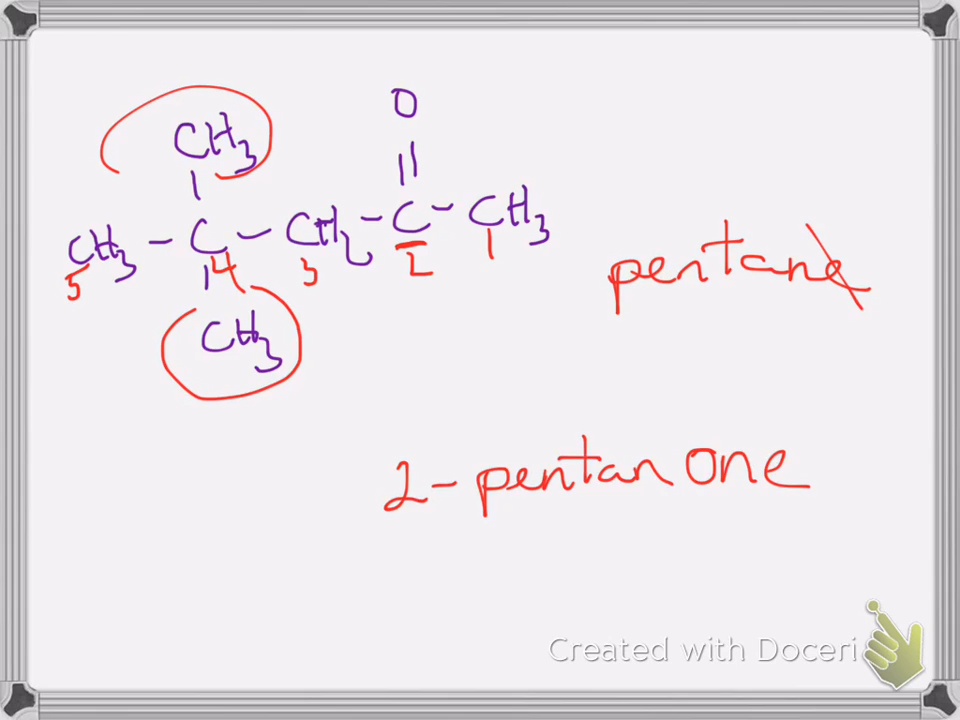 O
||
CH3
CH3 - C - CH2 - C - CH3
5 4 3 2 1
CH3
pentane
2-pentanone
Created with Doceri